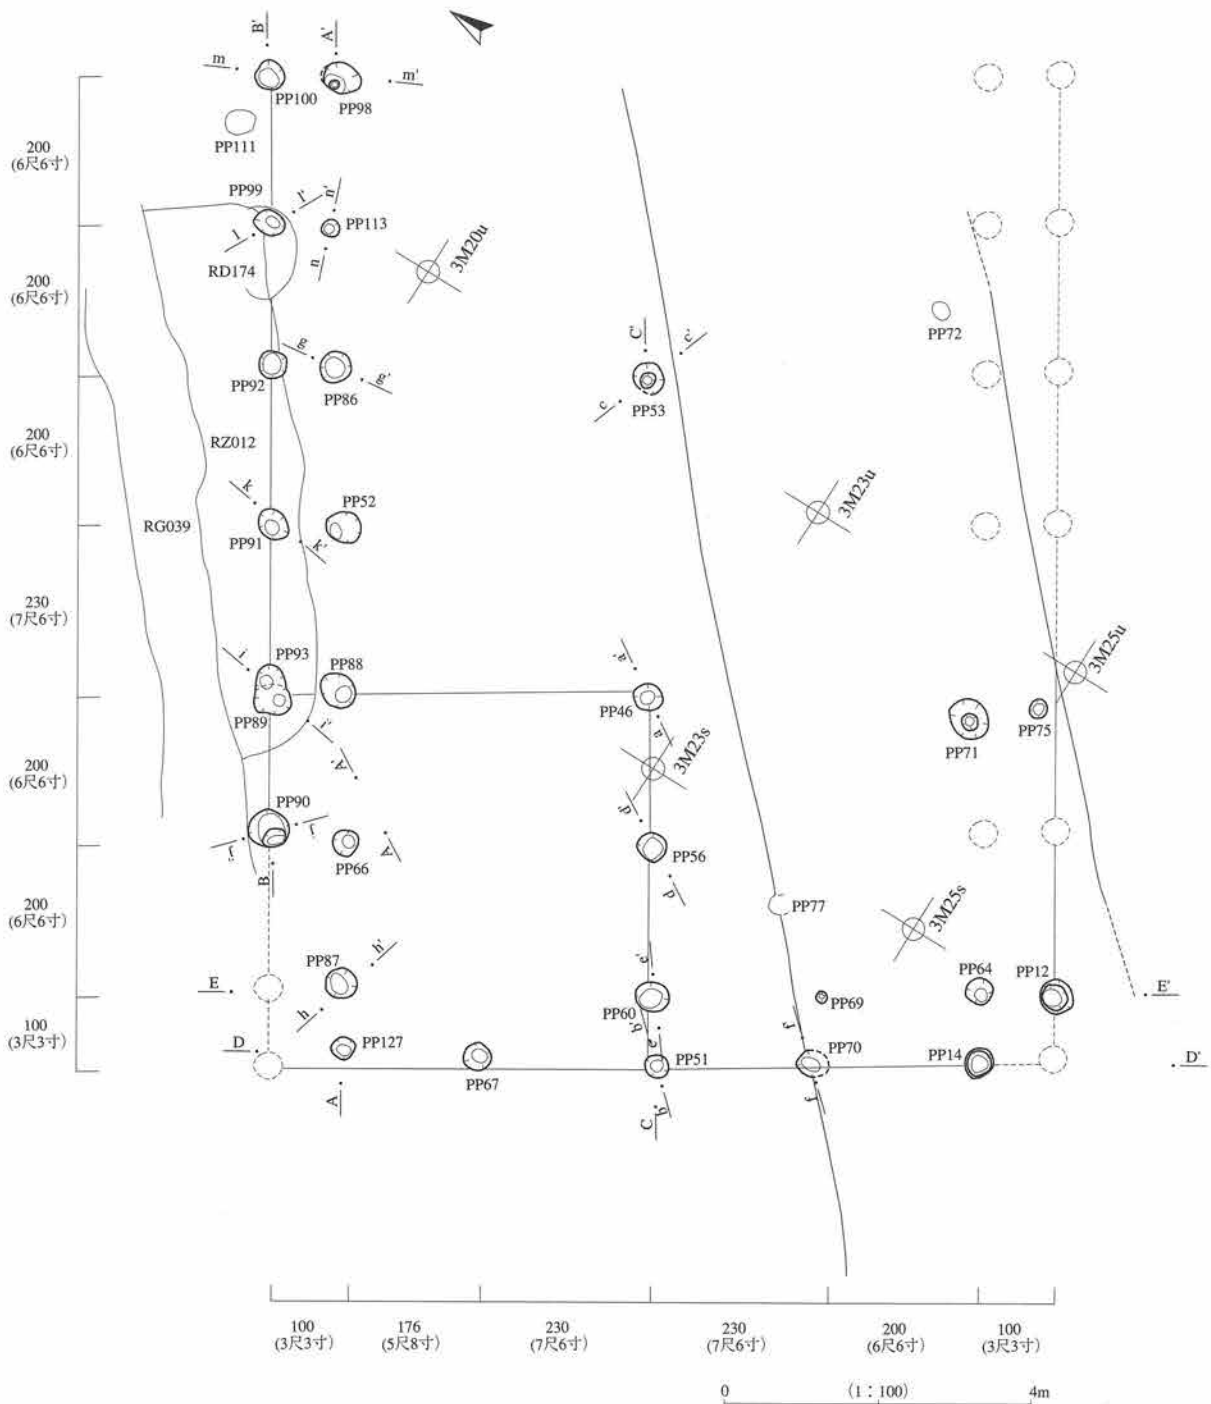 B'
A'
m
m'
PP100
PP98
PP111
200
(6尺6寸)
PP99
l'
n'
PP113
l
n
RD174
3M20u
200
(6尺6寸)
PP72
C'
c'
g
g'
PP92
PP86
c
PP53
RZ012
200
(6尺6寸)
k
PP52
3M23u
RG039
PP91
k'
230
(7尺6寸)
3M25u
i
PP93
PP88
a'
PP89
PP46
i'
A'
a
PP71
PP75
3M23s
200
(6尺6寸)
d'
PP90
j
j'
PP66
A
B
PP56
d
PP77
3M25s
200
(6尺6寸)
PP87
h'
e'
E
PP64
PP12
E'
h
PP60
PP69
b'
100
(3尺3寸)
D
PP127
e
f'
PP67
PP51
PP70
PP14
D'
A
b
C
f
100
(3尺3寸)
176
(5尺8寸)
230
(7尺6寸)
230
(7尺6寸)
200
(6尺6寸)
100
(3尺3寸)
0
(1:100)
4m